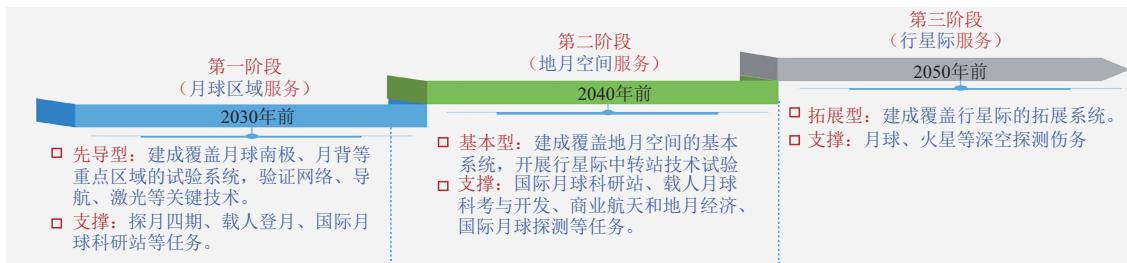 第一阶段
（月球区域服务）
2030年前
先导型：建成覆盖月球南极、月背等
重点区域的试验系统，验证网络、导
航、激光等关键技术。
支撑：探月四期、载人登月、国际月
球科研站等任务。
第二阶段
（地月空间服务）
2040年前
基本型：建成覆盖地月空间的基本
系统，开展行星际中转站技术试验
支撑：国际月球科研站、载人月球
科考与开发、商业航天和地月经济、
国际月球探测等任务。
第三阶段
（行星际服务）
2050年前
拓展型：建成覆盖行星际的拓展系统。
支撑：月球、火星等深空探测伤务